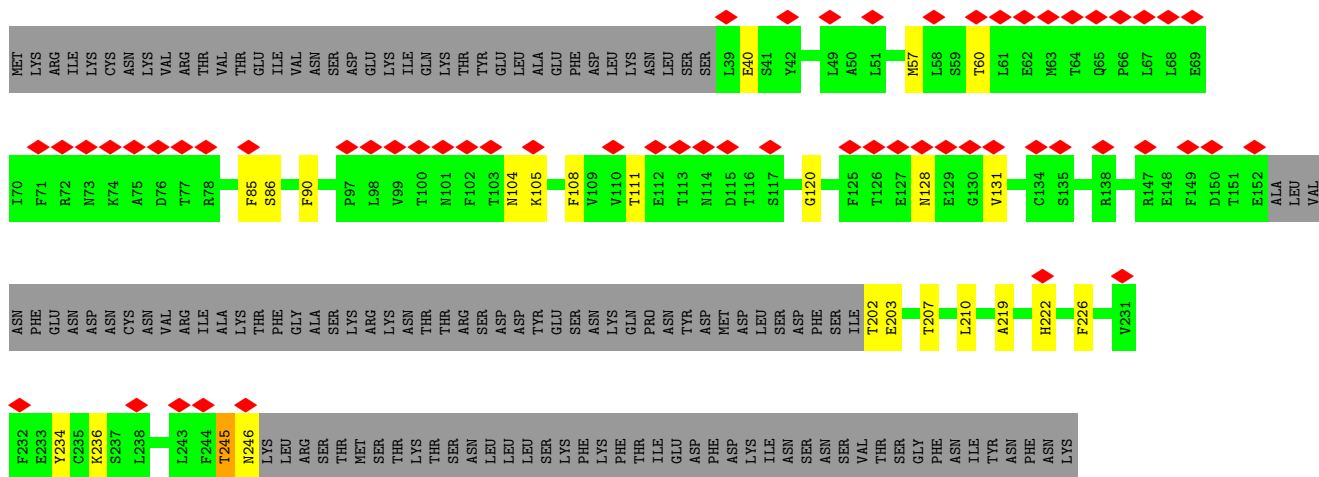 MET LYS ARG ILE LYS CYS ASN LYS VAL ARG THR VAL THR GLU ILE VAL ASN SER ASP GLU LYS ILE GLN LYS THR TYR GLU LEU ALA GLU PHE ASP LEU LYS ASN LEU SER SER L39 E40 S41 Y42 L49 A50 L51 M57 L58 S59 T60 L61 E62 M63 T64 Q65 P66 L67 L68 E69
I70 F71 R72 N73 K74 A75 D76 T77 R78 F85 S86 F90 P97 L98 V99 T100 N101 F102 T103 N104 K105 F108 V109 V110 T111 E112 T113 N114 D115 T116 S117 G120 F125 T126 E127 N128 E129 G130 V131 C134 S135 R138 R147 E148 F149 D150 T151 E152 ALA LEU VAL
ASN PHE GLU ASN ASP ASN CYS ASN VAL ARG ILE ALA LYS THR PHE GLY ALA SER LYS ARG LYS ASN THR THR ARG SER ASP ASP TYR GLU SER ASN LYS GLN PRO ASN TYR ASP MET ASP LEU SER ASP PHE SER ILE T202 E203 T207 L210 A219 H222 F226 V231
F232 E233 Y234 C235 K236 S237 L238 L243 F244 T245 N246 LYS LEU ARG SER THR MET SER THR LYS THR SER ASN LEU LEU LEU SER LYS PHE LYS PHE THR ILE GLU ASP PHE ASP LYS ILE ASN SER ASN SER VAL THR SER GLY PHE ASN ILE TYR ASN PHE ASN LYS